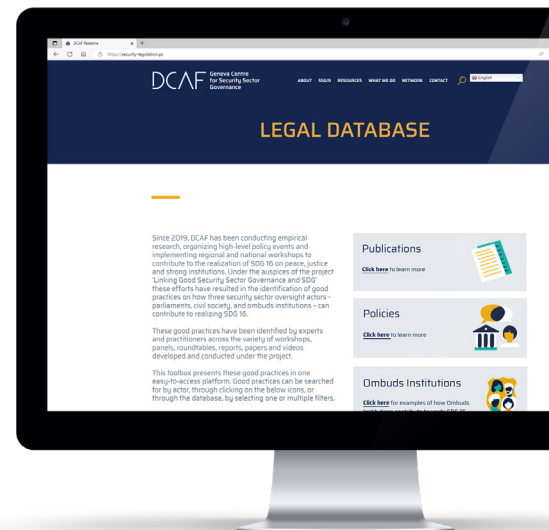 DCAF Palestine
https://security-legislation.ps
DCAF
Geneva Centre
for Security Sector
Governance
ABOUT SSG/R RESOURCES WHAT WE DO NETWORK CONTACT
English
LEGAL DATABASE
Since 2019, DCAF has been conducting empirical
research, organizing high-level policy events and
implementing regional and national workshops to
contribute to the realization of SDG 16 on peace, justice
and strong institutions. Under the auspices of the project
'Linking Good Security Sector Governance and SDG'
these efforts have resulted in the identification of good
practices on how three security sector oversight actors –
parliaments, civil society, and ombuds institutions – can
contribute to realizing SDG 16.
These good practices have been identified by experts
and practitioners across the variety of workshops,
panels, roundtables, reports, papers and videos
developed and conducted under the project.
This toolbox presents these good practices in one
easy-to-access platform. Good practices can be searched
for by actor, through clicking on the below icons, or
through the database, by selecting one or multiple filters.
Publications
Click here to learn more
Policies
Click here to learn more
Ombuds Institutions
Click here for examples of how Ombuds
Institutions contribute towards SDG 16